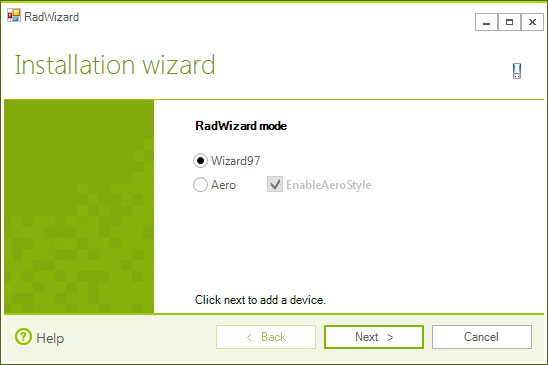 RadWizard
Installation wizard
RadWizard mode
Wizard97
Aero EnableAeroStyle
Click next to add a device.
? Help < Back Next > Cancel